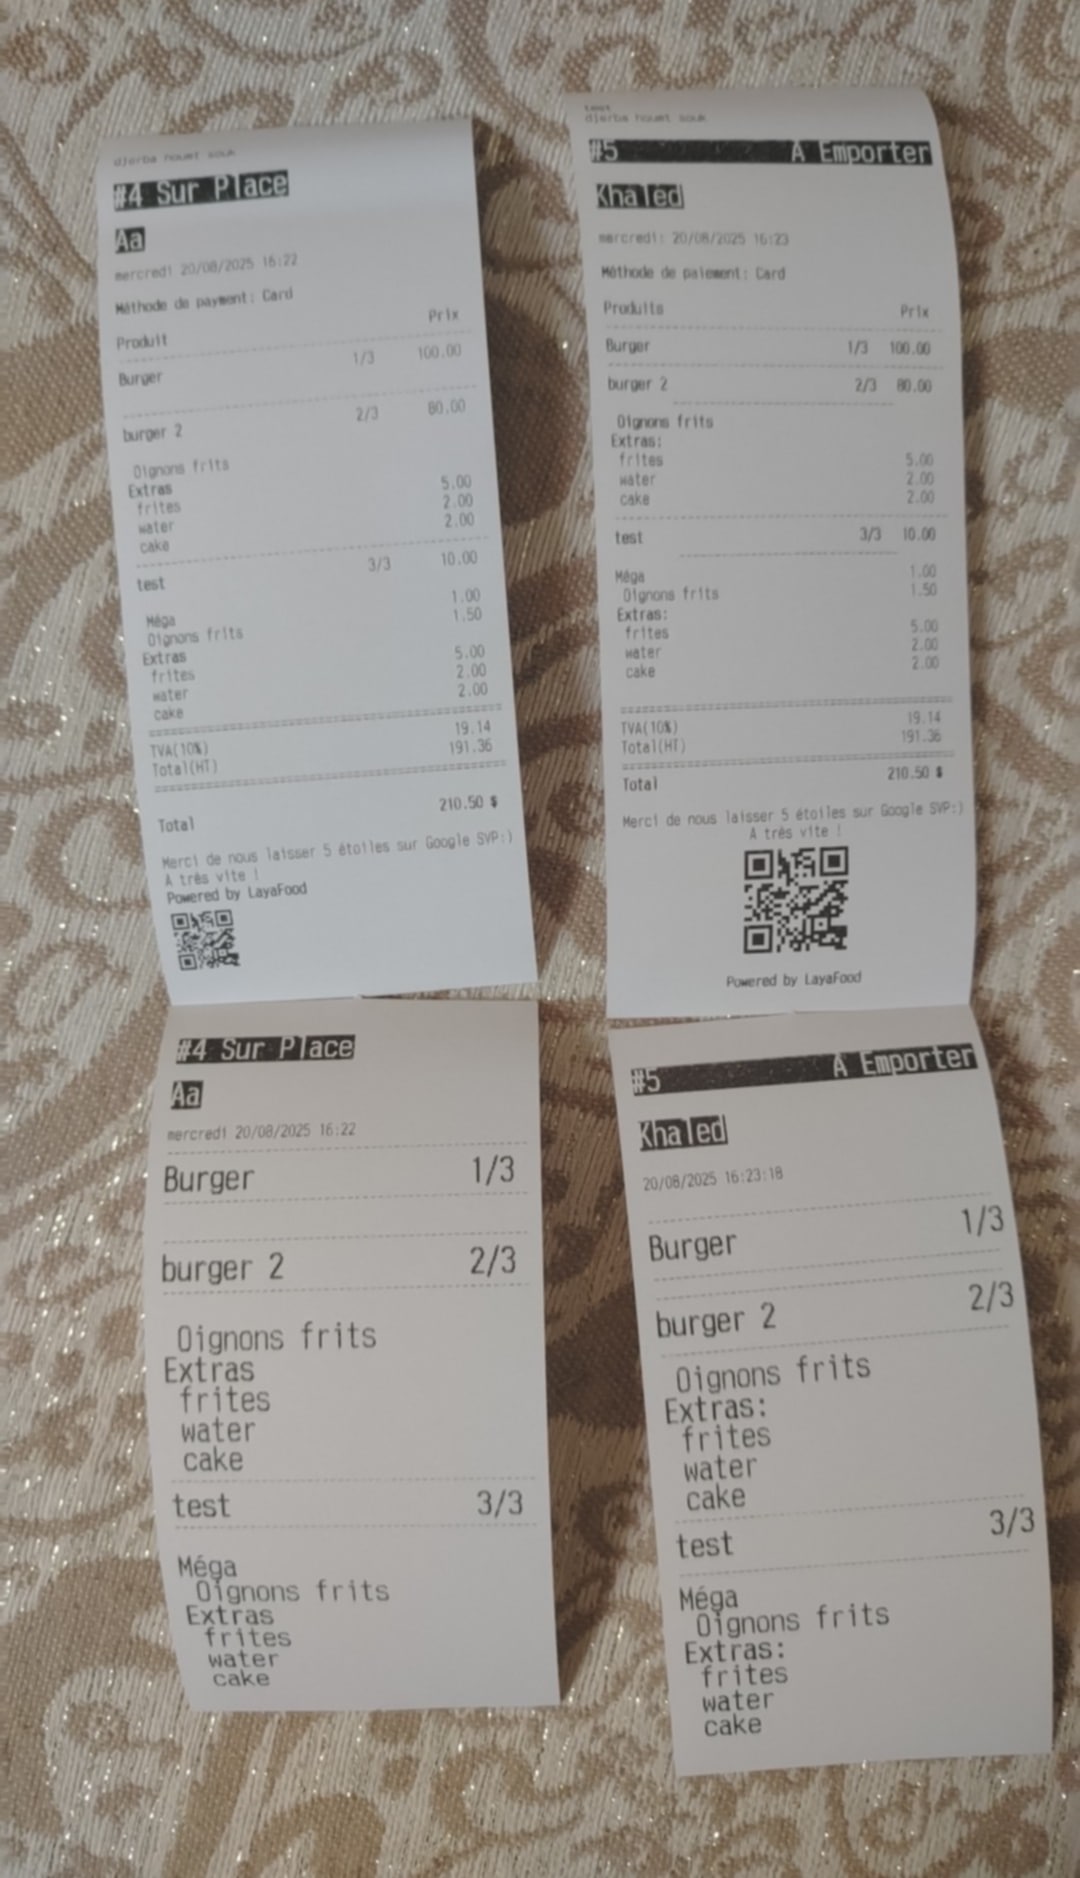 djerba houmt souk
#4 Sur Place
Aa
mercredi 20/08/2025 16:22
Méthode de payment: Card
Produit Prix
Burger 1/3 100.00
burger 2 2/3 80.00
Oignons frits
Extras
frites 5.00
water 2.00
cake 2.00
test 3/3 10.00
Méga 1.00
Oignons frits 1.50
Extras
frites 5.00
water 2.00
cake 2.00
TVA(10%) 19.14
Total(HT) 191.36
Total 210.50 $
Merci de nous laisser 5 étoiles sur Google SVP:)
A très vite !
Powered by LayaFood
test
djerba houmt souk
#5 A Emporter
Khaled
mercredi: 20/08/2025 16:23
Méthode de paiement: Card
Produits Prix
Burger 1/3 100.00
burger 2 2/3 80.00
Oignons frits
Extras:
frites 5.00
water 2.00
cake 2.00
test 3/3 10.00
Méga 1.00
Oignons frits 1.50
Extras:
frites 5.00
water 2.00
cake 2.00
TVA(10%) 19.14
Total(HT) 191.36
Total 210.50 $
Merci de nous laisser 5 étoiles sur Google SVP:)
A très vite !
Powered by LayaFood
#4 Sur Place
Aa
mercredi 20/08/2025 16:22
Burger 1/3
burger 2 2/3
Oignons frits
Extras
frites
water
cake
test 3/3
Méga
Oignons frits
Extras
frites
water
cake
#5 A Emporter
Khaled
20/08/2025 16:23:18
Burger 1/3
burger 2 2/3
Oignons frits
Extras:
frites
water
cake
test 3/3
Méga
Oignons frits
Extras:
frites
water
cake